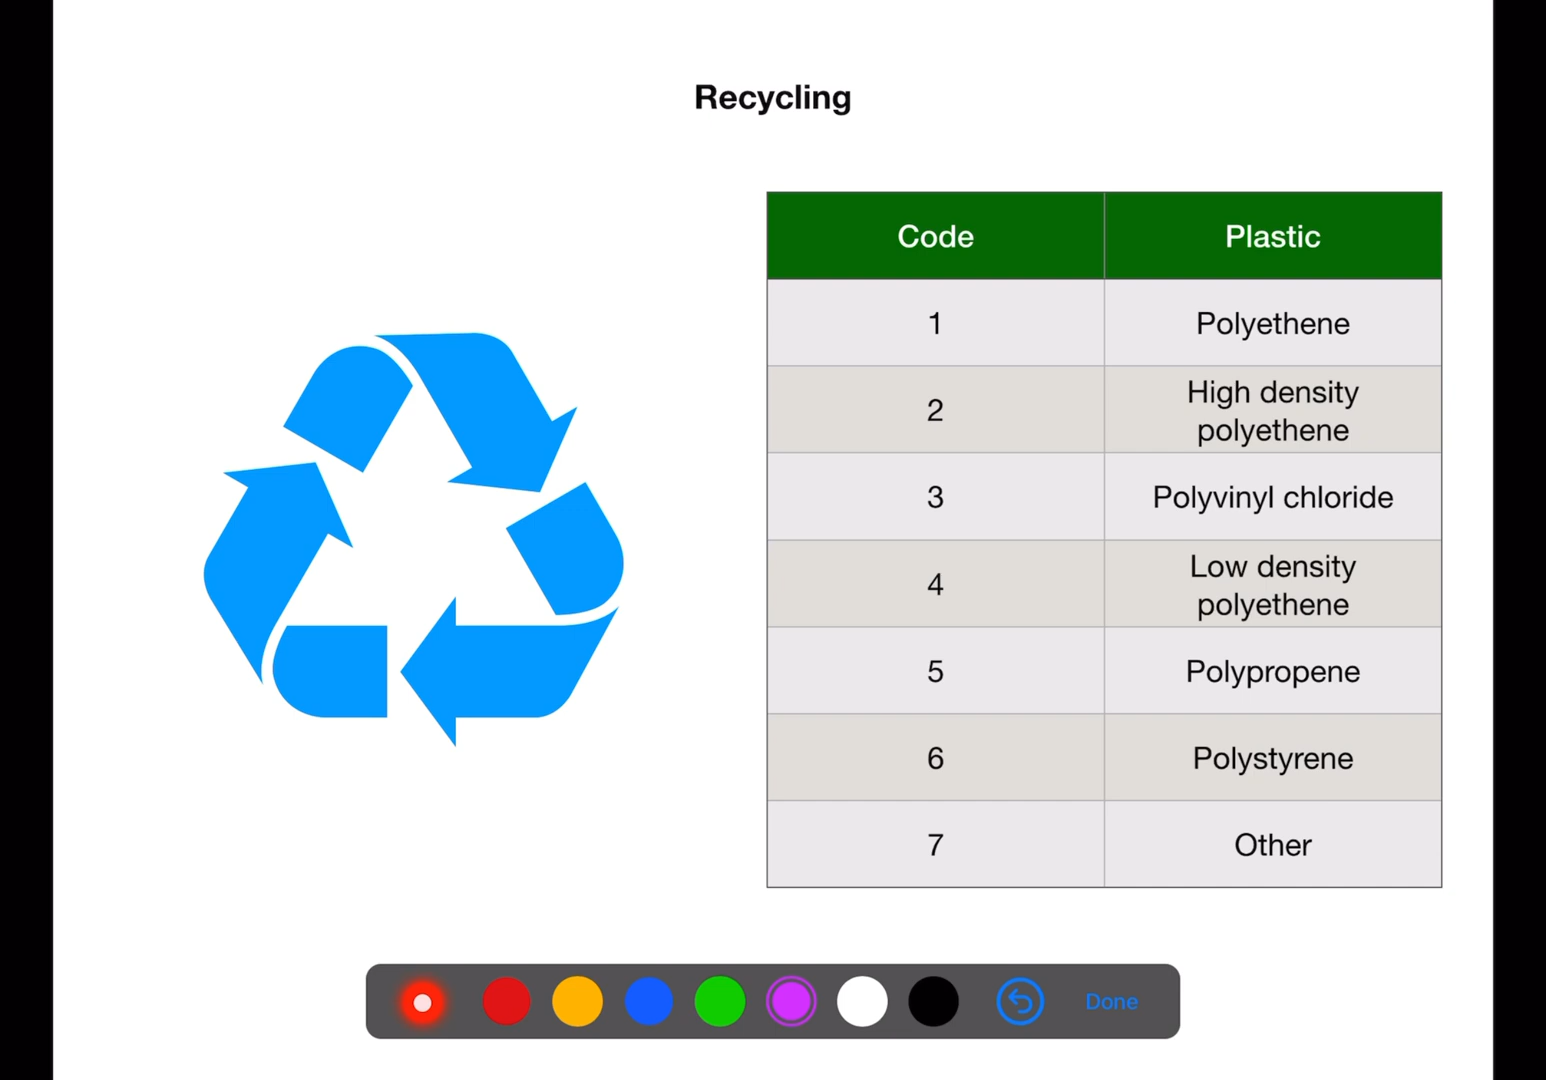 Recycling
Code Plastic
1 Polyethene
2 High density
polyethene
3 Polyvinyl chloride
4 Low density
polyethene
5 Polypropene
6 Polystyrene
7 Other
Done